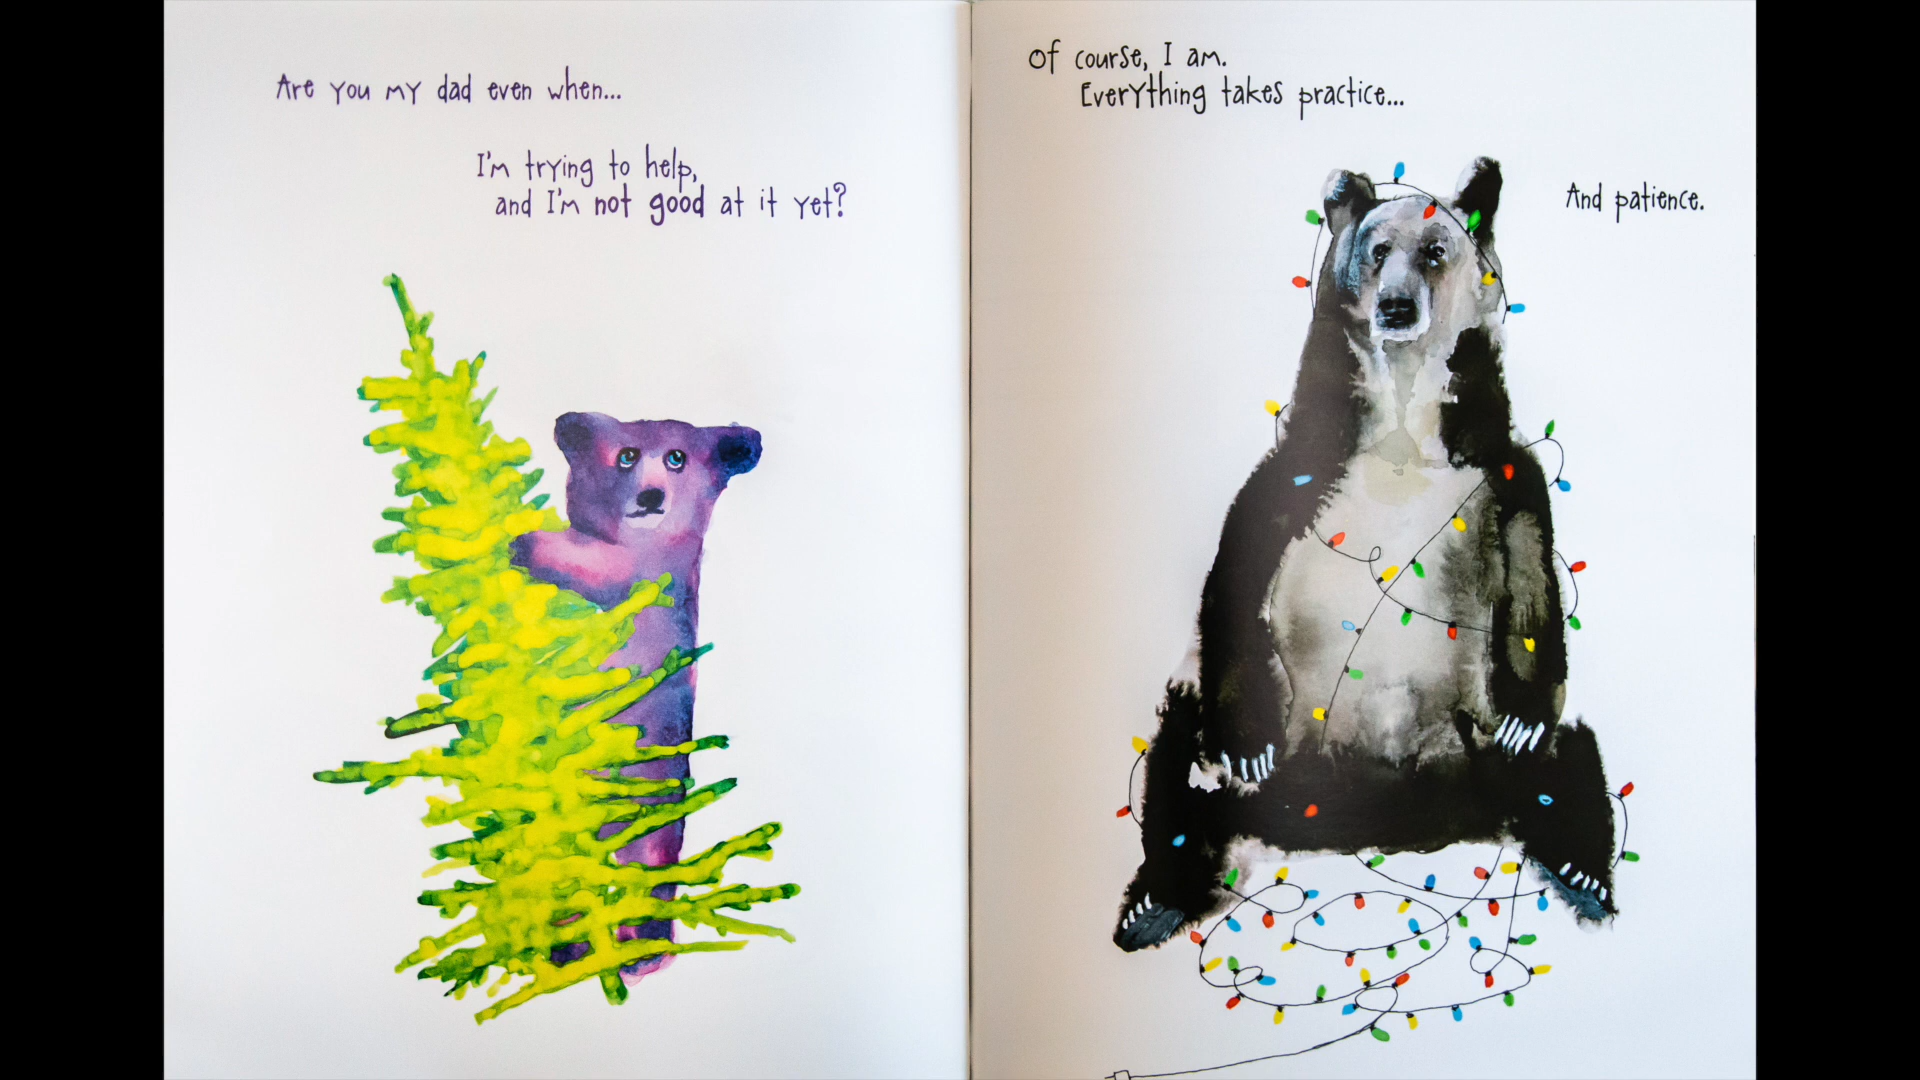 Are you my dad even when...
I'm trying to help,
and I'm not good at it yet?
Of course, I am.
Everything takes practice...
And patience.